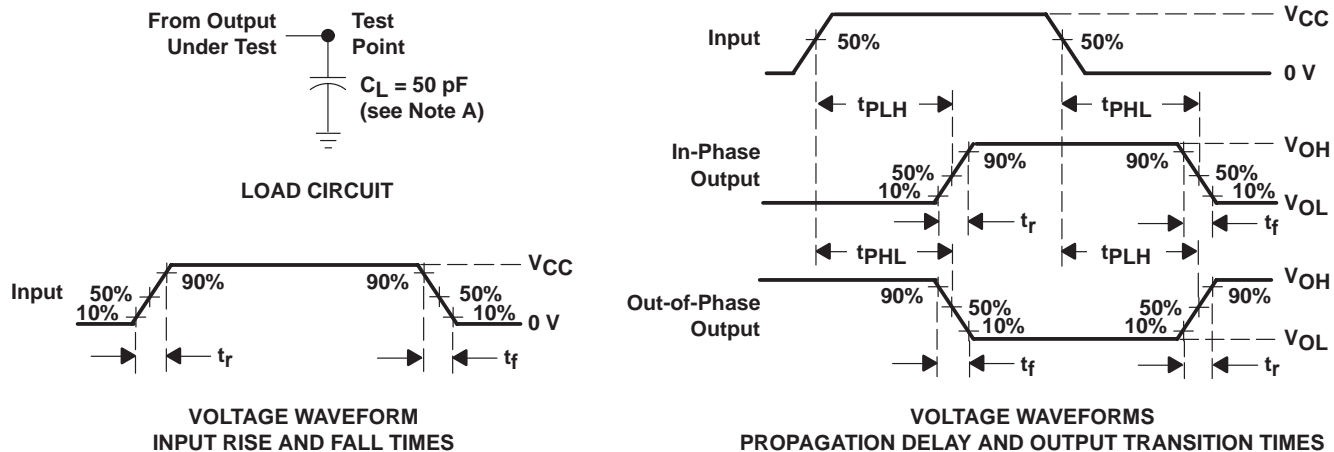 From Output
Under Test
Test
Point
CL = 50 pF
(see Note A)
LOAD CIRCUIT
Input
50%
10%
90%
90%
50%
10%
VCC
0 V
tr
tf
VOLTAGE WAVEFORM
INPUT RISE AND FALL TIMES
Input
50%
50%
VCC
0 V
tPLH
tPHL
In-Phase
Output
50%
10%
90%
90%
50%
10%
VOH
VOL
tr
tf
tPHL
tPLH
Out-of-Phase
Output
90%
50%
10%
50%
10%
90%
VOH
VOL
tf
tr
VOLTAGE WAVEFORMS
PROPAGATION DELAY AND OUTPUT TRANSITION TIMES